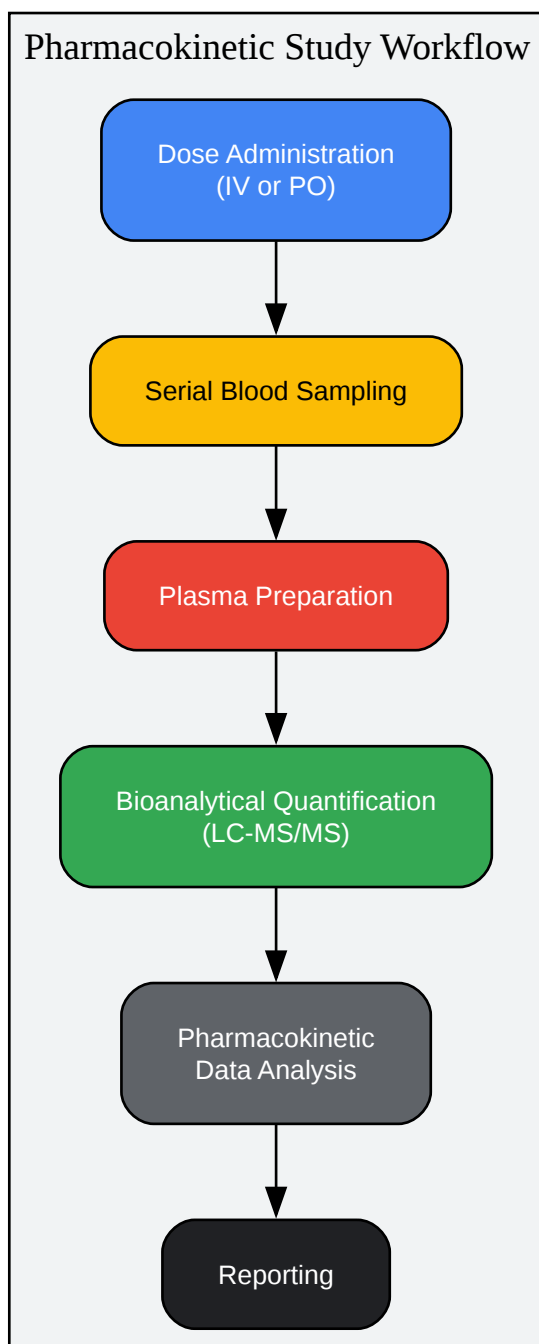 Pharmacokinetic Study Workflow
Dose Administration
(IV or PO)
Serial Blood Sampling
Plasma Preparation
Bioanalytical Quantification
(LC-MS/MS)
Pharmacokinetic
Data Analysis
Reporting